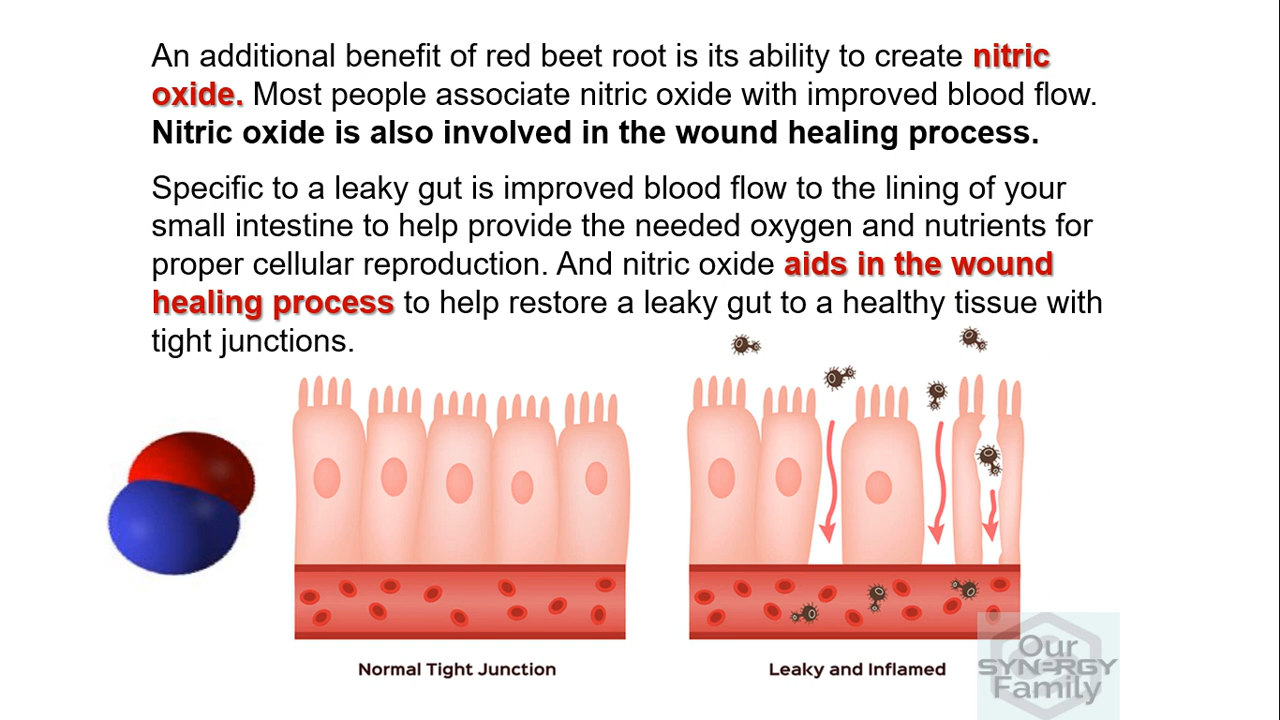 An additional benefit of red beet root is its ability to create nitric
oxide. Most people associate nitric oxide with improved blood flow.
Nitric oxide is also involved in the wound healing process.
Specific to a leaky gut is improved blood flow to the lining of your
small intestine to help provide the needed oxygen and nutrients for
proper cellular reproduction. And nitric oxide aids in the wound
healing process to help restore a leaky gut to a healthy tissue with
tight junctions.
Normal Tight Junction
Leaky and Inflamed
Our
SYNERGY
Family